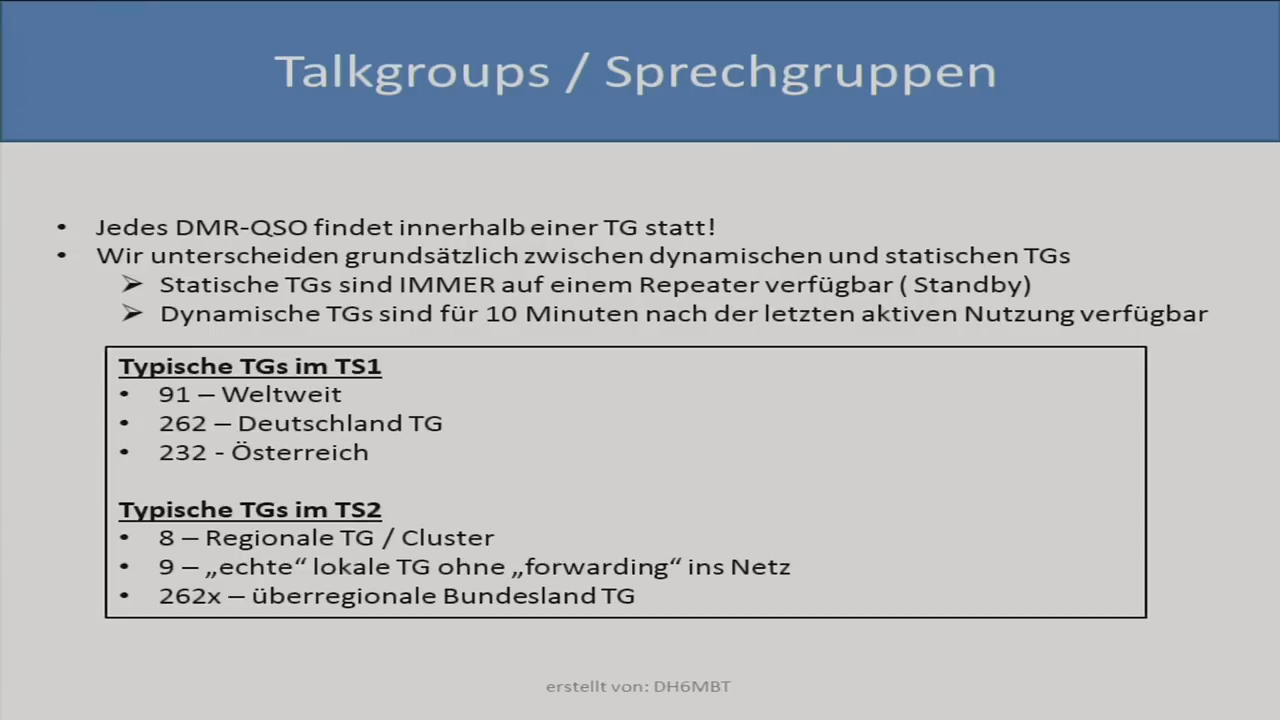 Talkgroups / Sprechgruppen
• Jedes DMR-QSO findet innerhalb einer TG statt!
• Wir unterscheiden grundsätzlich zwischen dynamischen und statischen TGs
➢ Statische TGs sind IMMER auf einem Repeater verfügbar ( Standby)
➢ Dynamische TGs sind für 10 Minuten nach der letzten aktiven Nutzung verfügbar
Typische TGs im TS1
• 91 – Weltweit
• 262 – Deutschland TG
• 232 - Österreich
Typische TGs im TS2
• 8 – Regionale TG / Cluster
• 9 – „echte“ lokale TG ohne „forwarding“ ins Netz
• 262x – überregionale Bundesland TG
erstellt von: DH6MBT